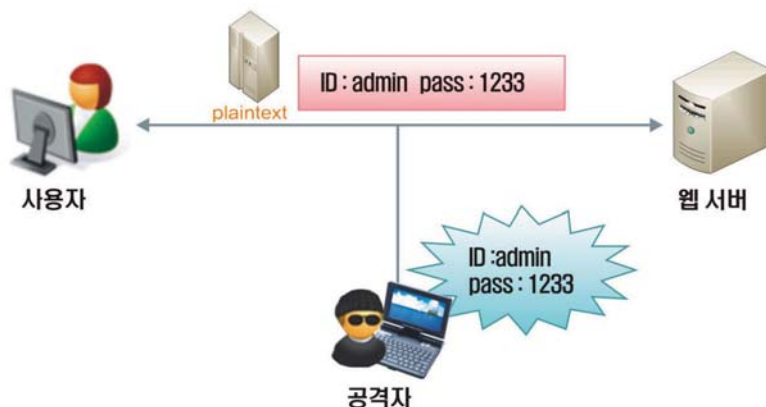 ID : admin pass : 1233
plaintext
사용자
웹 서버
ID :admin
pass : 1233
공격자